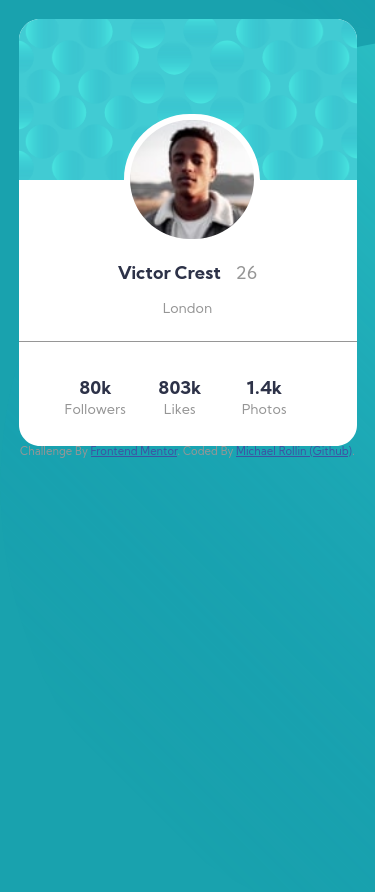 Victor Crest 26
London
80k 803k 1.4k
Followers Likes Photos
Challenge By Frontend Mentor Coded By Michael Rollin (Github)